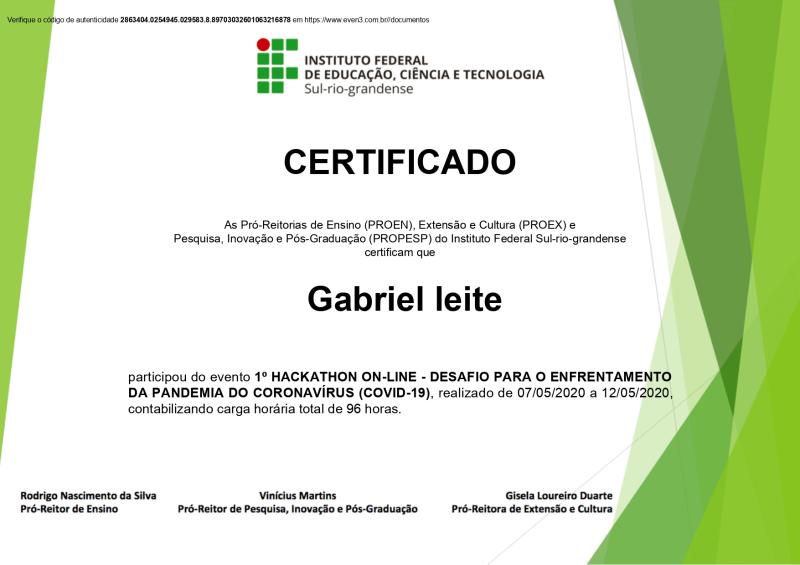 Verifique o código de autenticidade 2863404.0254945.029583.8.89703032601063216878 em https://www.even3.com.br//documentos
INSTITUTO FEDERAL
DE EDUCAÇÃO, CIÊNCIA E TECNOLOGIA
Sul-rio-grandense
CERTIFICADO
As Pró-Reitorias de Ensino (PROEN), Extensão e Cultura (PROEX) e
Pesquisa, Inovação e Pós-Graduação (PROPESP) do Instituto Federal Sul-rio-grandense
certificam que
Gabriel leite
participou do evento 1º HACKATHON ON-LINE - DESAFIO PARA O ENFRENTAMENTO
DA PANDEMIA DO CORONAVÍRUS (COVID-19), realizado de 07/05/2020 a 12/05/2020,
contabilizando carga horária total de 96 horas.
Rodrigo Nascimento da Silva
Pró-Reitor de Ensino
Vinícius Martins
Pró-Reitor de Pesquisa, Inovação e Pós-Graduação
Gisela Loureiro Duarte
Pró-Reitora de Extensão e Cultura